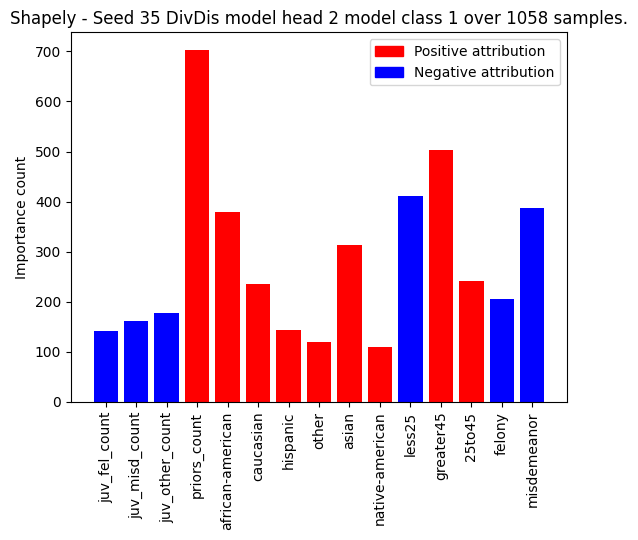 Shapely - Seed 35 DivDis model head 2 model class 1 over 1058 samples.
Positive attribution
Negative attribution
Importance count
700
600
500
400
300
200
100
0
juv_fel_count
juv_misd_count
juv_other_count
priors_count
african-american
caucasian
hispanic
other
asian
native-american
less25
greater45
25to45
felony
misdemeanor